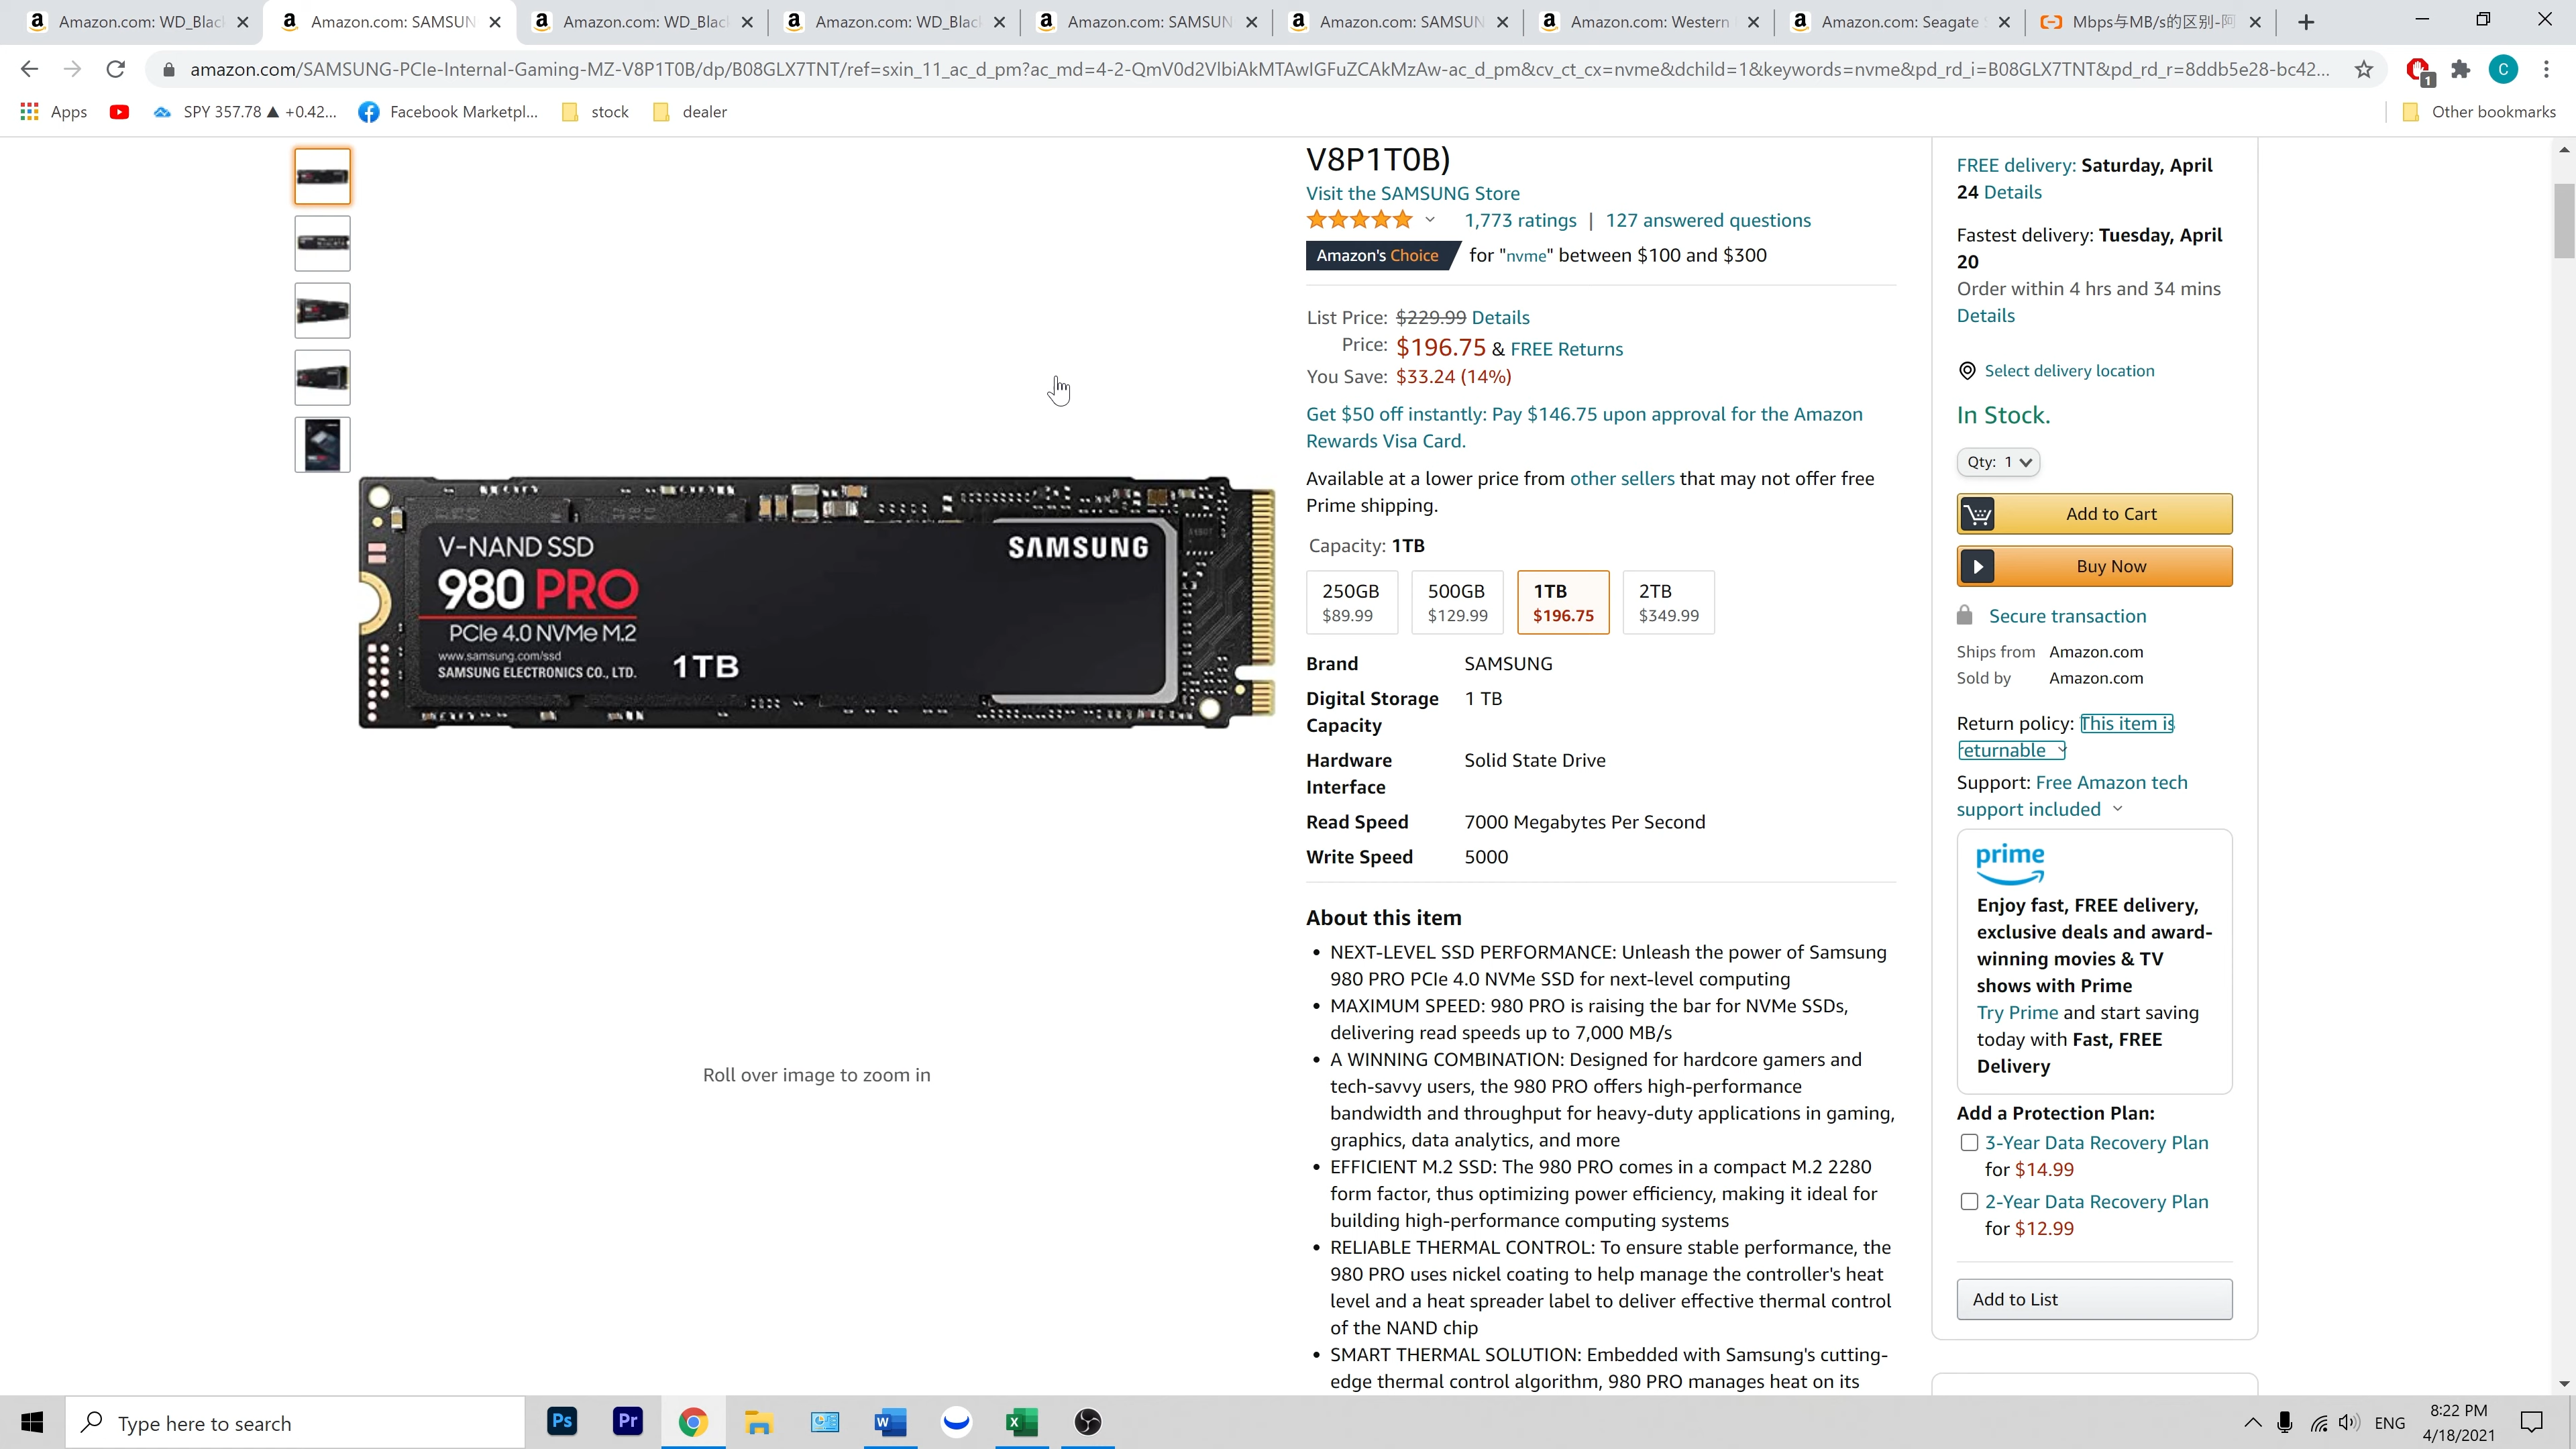 Amazon.com: WD_Blac
Amazon.com: SAMSUN
Amazon.com: WD_Blac
Amazon.com: WD_Blac
Amazon.com: SAMSUN
Amazon.com: SAMSUN
Amazon.com: Western
Amazon.com: Seagate
Mbps与MB/s的区别-阿
amazon.com/SAMSUNG-PCIe-Internal-Gaming-MZ-V8P1T0B/dp/B08GLX7TNT/ref=sxin_11_ac_d_pm?ac_md=4-2-QmV0d2VlbiAkMTAwIGFuZCAkMzAw-ac_d_pm&cv_ct_cx=nvme&dchild=1&keywords=nvme&pd_rd_i=B08GLX7TNT&pd_rd_r=8ddb5e28-bc42...
1
C
Apps
SPY 357.78 ▲ +0.42...
Facebook Marketpl...
stock
dealer
Other bookmarks
V-NAND SSD
980 PRO
PCIe 4.0 NVMe M.2
www.samsung.com/ssd
SAMSUNG ELECTRONICS CO., LTD.
1TB
SAMSUNG
Roll over image to zoom in
V8P1T0B)
Visit the SAMSUNG Store
1,773 ratings | 127 answered questions
Amazon's Choice for "nvme" between $100 and $300
List Price: $229.99 Details
Price: $196.75 & FREE Returns
You Save: $33.24 (14%)
Get $50 off instantly: Pay $146.75 upon approval for the Amazon
Rewards Visa Card.
Available at a lower price from other sellers that may not offer free
Prime shipping.
Capacity: 1TB
250GB
$89.99
500GB
$129.99
1TB
$196.75
2TB
$349.99
Brand SAMSUNG
Digital Storage 1 TB
Capacity
Hardware Solid State Drive
Interface
Read Speed 7000 Megabytes Per Second
Write Speed 5000
About this item
• NEXT-LEVEL SSD PERFORMANCE: Unleash the power of Samsung
980 PRO PCIe 4.0 NVMe SSD for next-level computing
• MAXIMUM SPEED: 980 PRO is raising the bar for NVMe SSDs,
delivering read speeds up to 7,000 MB/s
• A WINNING COMBINATION: Designed for hardcore gamers and
tech-savvy users, the 980 PRO offers high-performance
bandwidth and throughput for heavy-duty applications in gaming,
graphics, data analytics, and more
• EFFICIENT M.2 SSD: The 980 PRO comes in a compact M.2 2280
form factor, thus optimizing power efficiency, making it ideal for
building high-performance computing systems
• RELIABLE THERMAL CONTROL: To ensure stable performance, the
980 PRO uses nickel coating to help manage the controller's heat
level and a heat spreader label to deliver effective thermal control
of the NAND chip
• SMART THERMAL SOLUTION: Embedded with Samsung's cutting-
edge thermal control algorithm, 980 PRO manages heat on its
FREE delivery: Saturday, April
24 Details
Fastest delivery: Tuesday, April
20
Order within 4 hrs and 34 mins
Details
Select delivery location
In Stock.
Qty: 1
Add to Cart
Buy Now
Secure transaction
Ships from Amazon.com
Sold by Amazon.com
Return policy: This item is
returnable
Support: Free Amazon tech
support included
prime
Enjoy fast, FREE delivery,
exclusive deals and award-
winning movies & TV
shows with Prime
Try Prime and start saving
today with Fast, FREE
Delivery
Add a Protection Plan:
3-Year Data Recovery Plan
for $14.99
2-Year Data Recovery Plan
for $12.99
Add to List
Type here to search
Ps
Pr
W
X
ENG
8:22 PM
4/18/2021